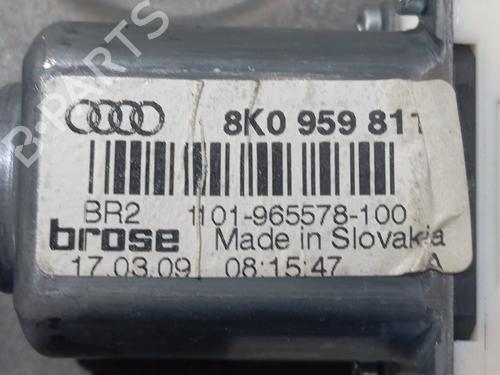 B-PARTS
8K0 959 811
BR2 1101-965578-100
brose Made in Slovakia
17.03.09 08:15:47 A